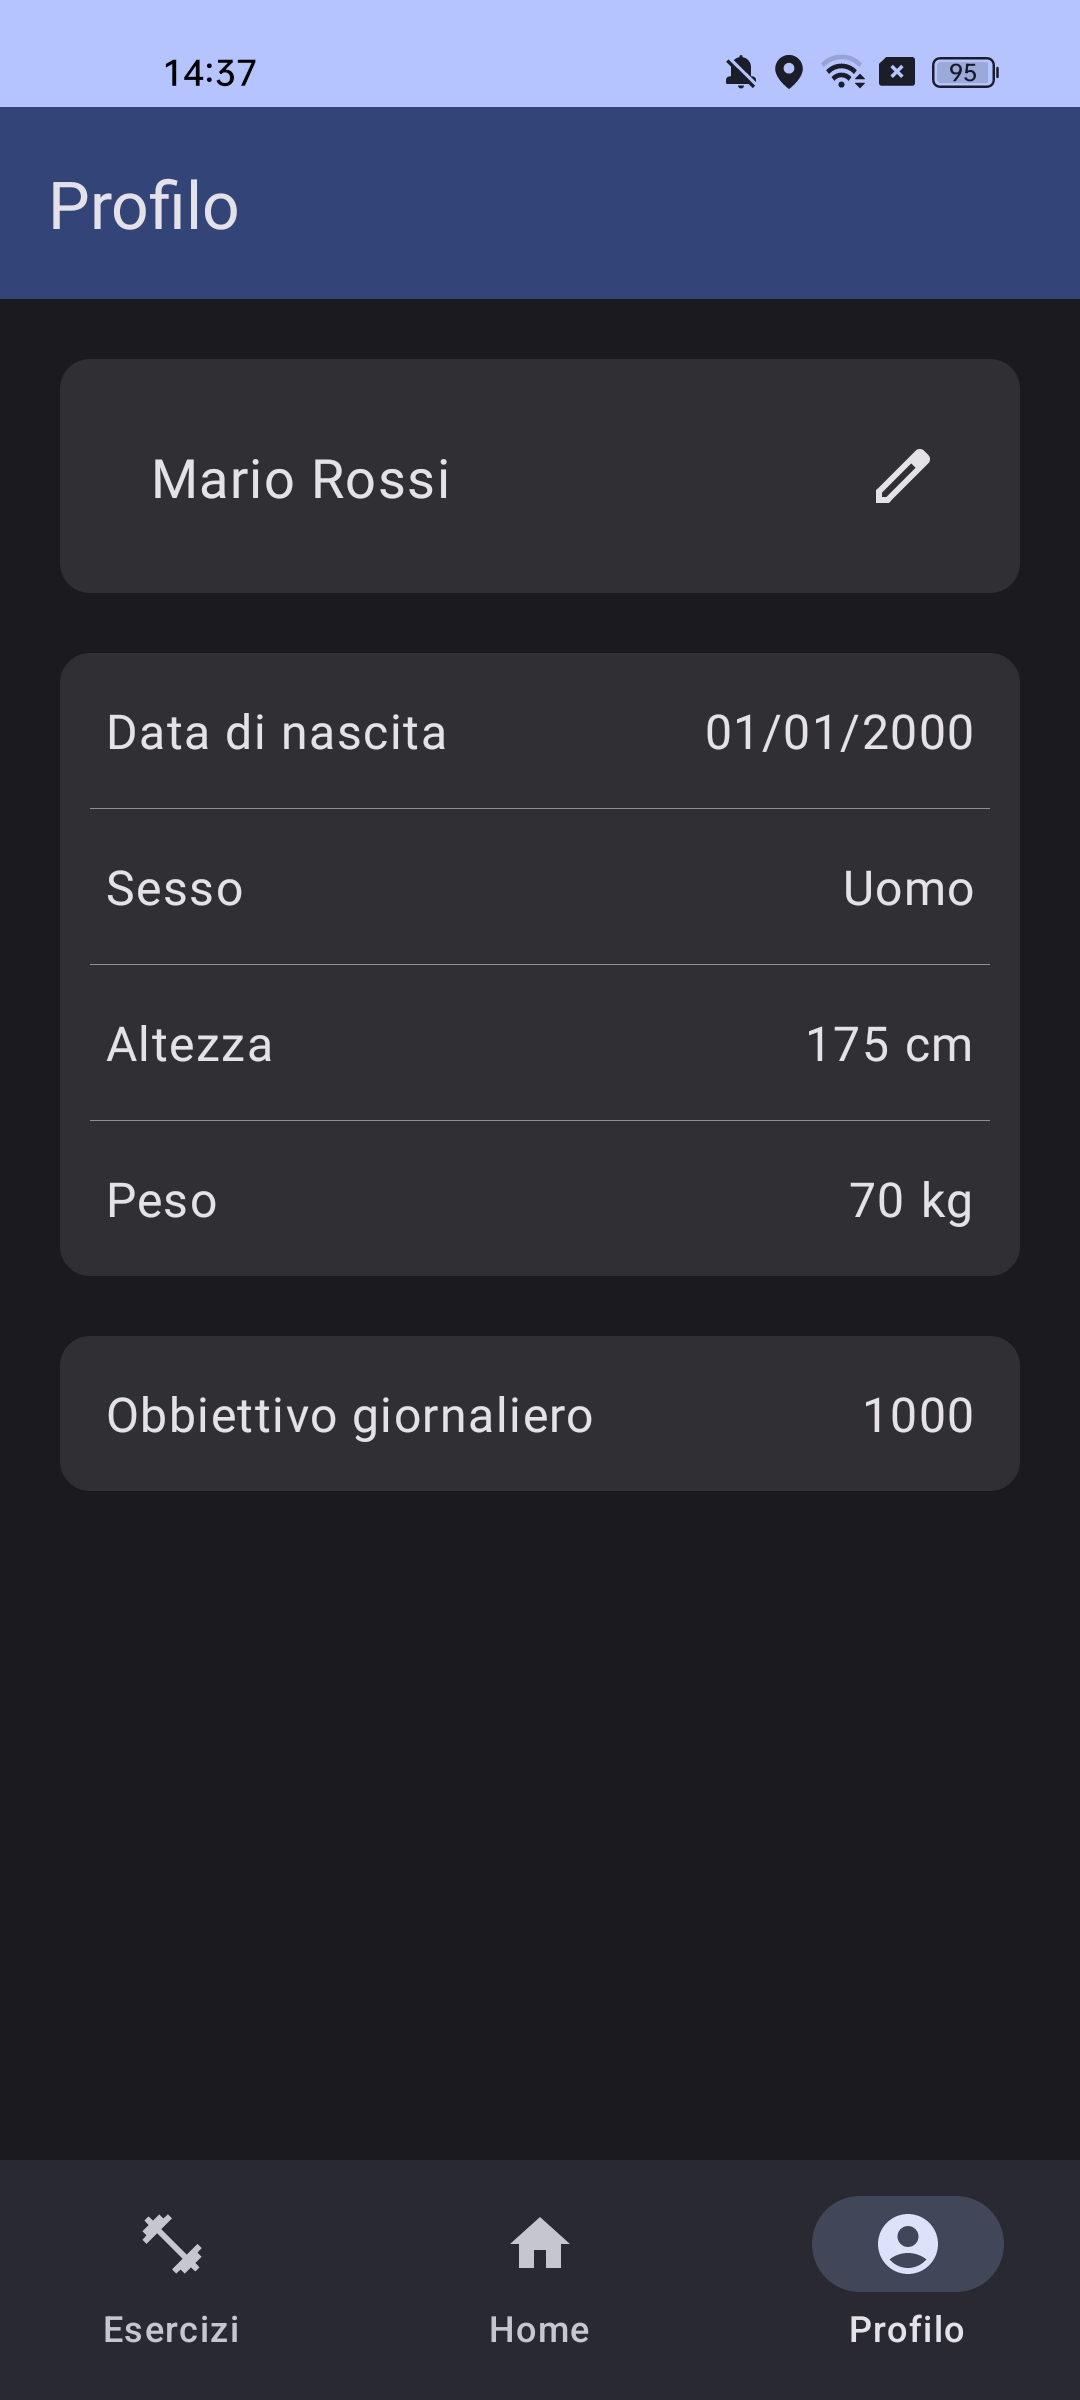 14:37
95
Profilo
Mario Rossi
Data di nascita 01/01/2000
Sesso Uomo
Altezza 175 cm
Peso 70 kg
Obbiettivo giornaliero 1000
Esercizi Home Profilo